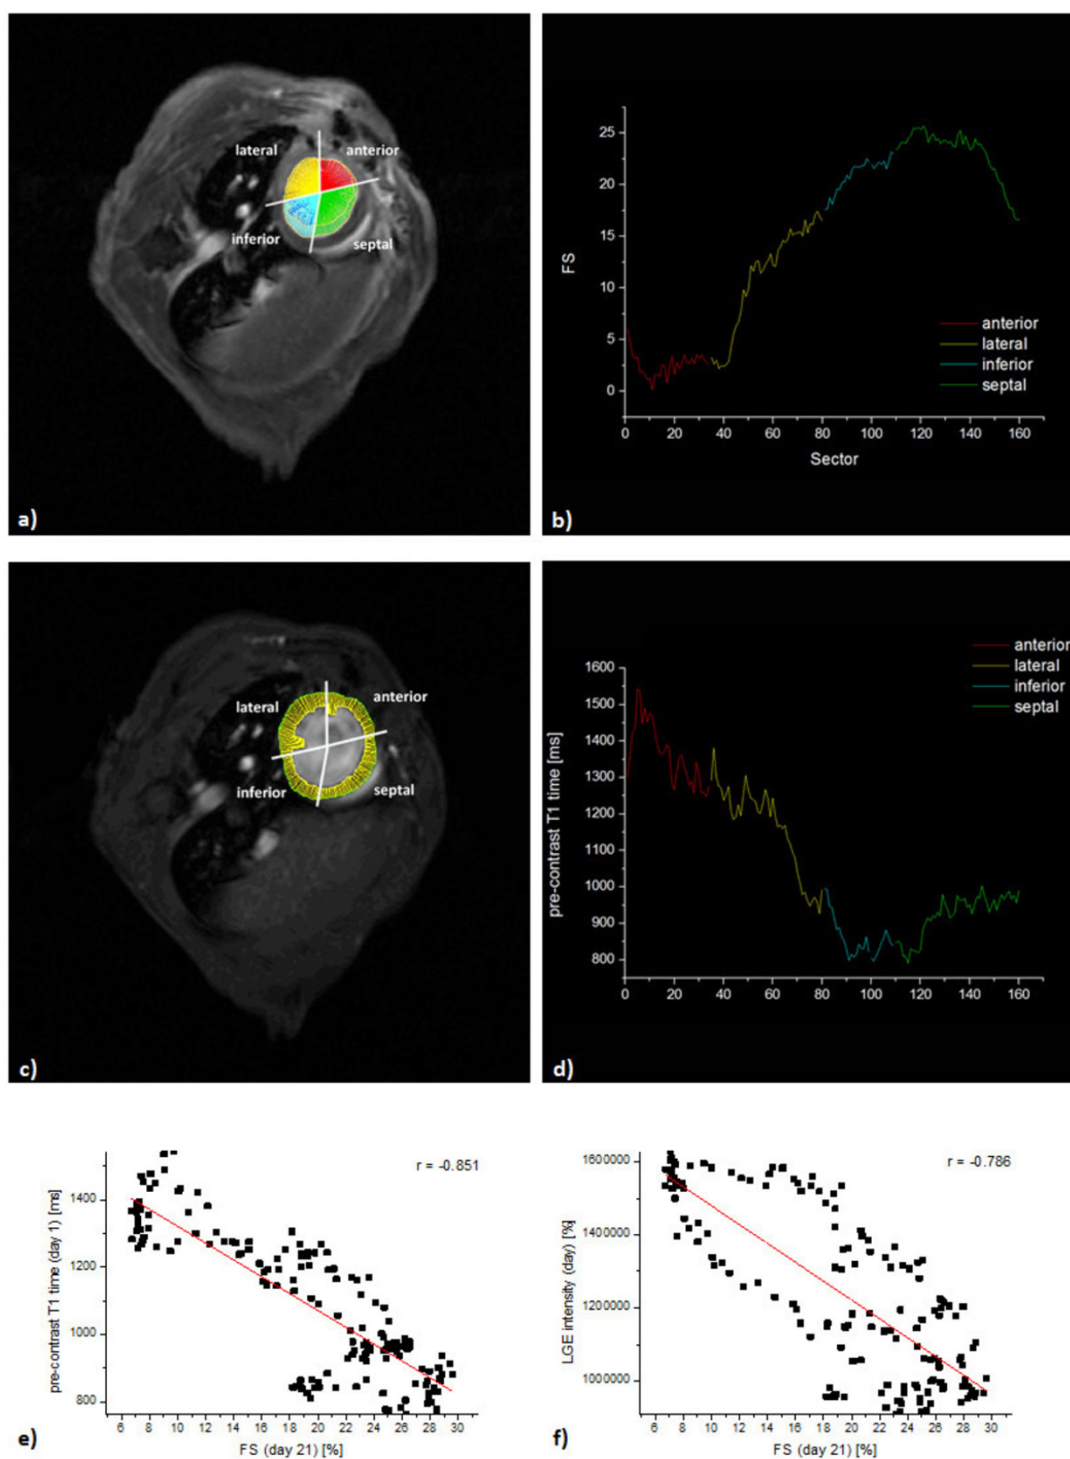 lateral
anterior
inferior
septal
a)
25
20
15
10
5
0
FS
anterior
lateral
inferior
septal
0 20 40 60 80 100 120 140 160
Sector
b)
lateral
anterior
inferior
septal
c)
anterior
lateral
inferior
septal
1600
1500
1400
1300
1200
1100
1000
900
800
pre-contrast T1 time [ms]
0 20 40 60 80 100 120 140 160
d)
r = -0.851
1400
1200
1000
800
pre-contrast T1 time (day 1) [ms]
6 8 10 12 14 16 18 20 22 24 26 28 30
FS (day 21) [%]
e)
r = -0.786
1600000
1400000
1200000
1000000
LGE intensity (day) [%]
6 8 10 12 14 16 18 20 22 24 26 28 30
FS (day 21) [%]
f)